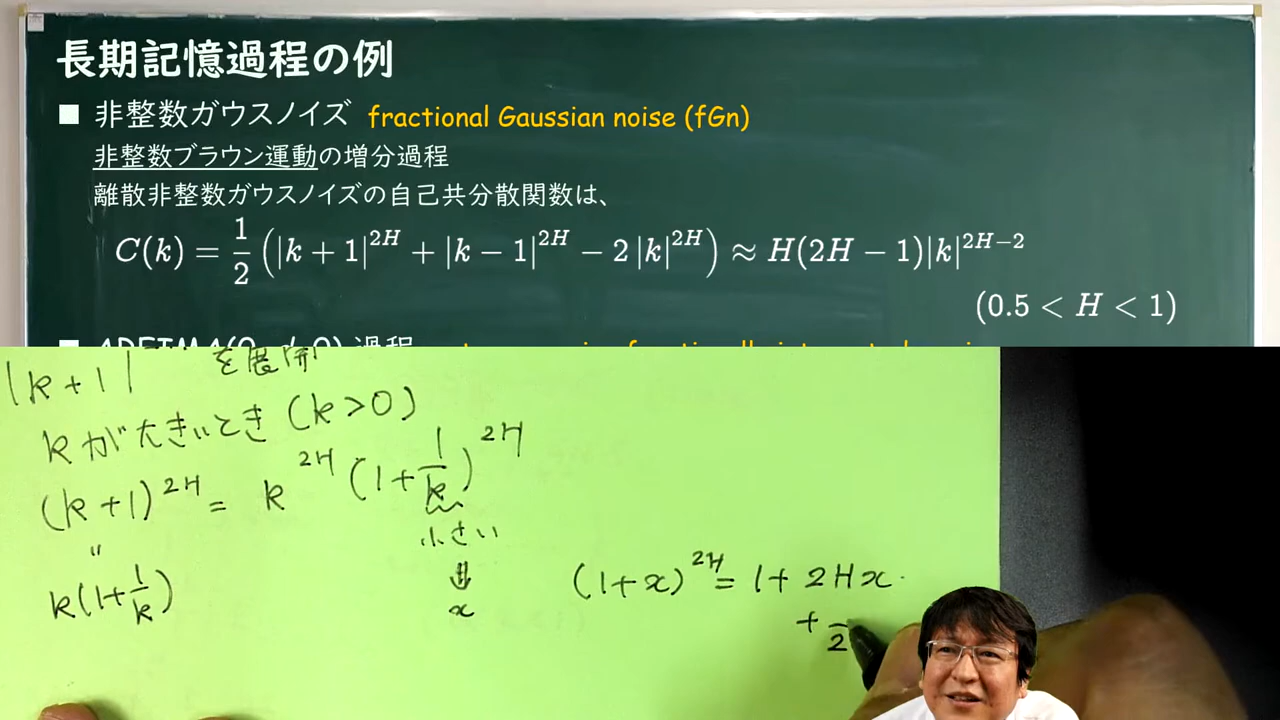 長期記憶過程の例
■ 非整数ガウスノイズ fractional Gaussian noise (fGn)
非整数ブラウン運動の増分過程
離散非整数ガウスノイズの自己共分散関数は、
C(k) = 1/2 (|k + 1|^{2H} + |k − 1|^{2H} − 2|k|^{2H}) ≈ H(2H − 1)|k|^{2H−2}
(0.5 < H < 1)
|k+1| を展開
kが大きいとき (k>0)
(k+1)^{2H} = k^{2H} (1+1/k)^{2H}
〃
k(1+1/k)
小さい
⇓
x
(1+x)^{2H} = 1 + 2Hx
+ 2